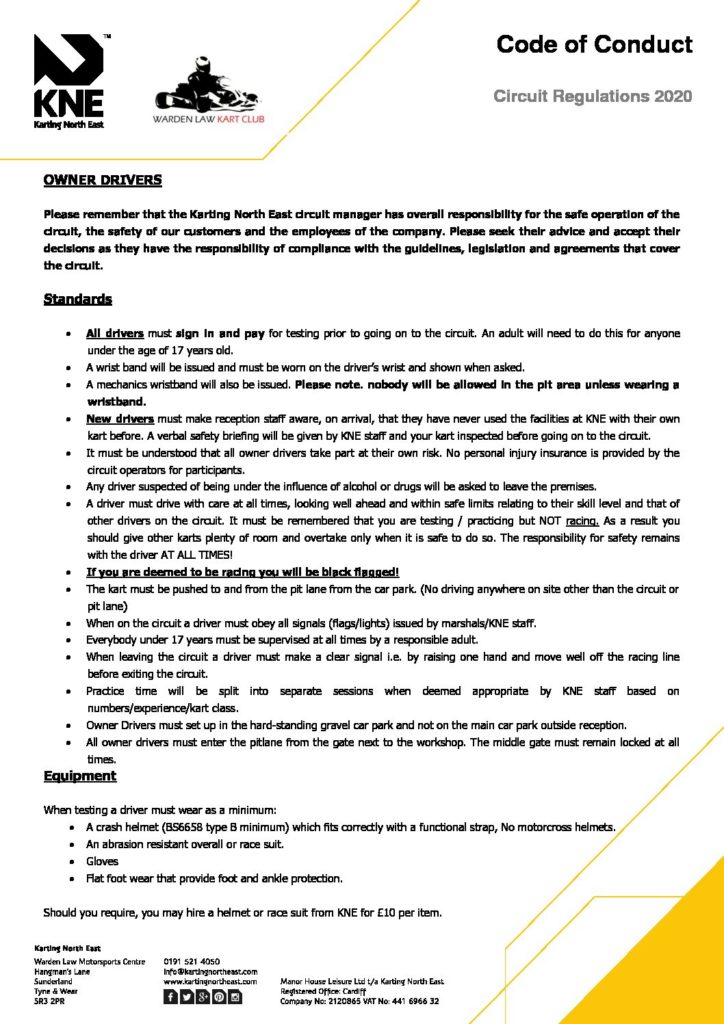 Code of Conduct
Circuit Regulations 2020
KNE
TM
Karting North East
WARDEN LAW KART CLUB
OWNER DRIVERS
Please remember that the Karting North East circuit manager has overall responsibility for the safe operation of the
circuit, the safety of our customers and the employees of the company. Please seek their advice and accept their
decisions as they have the responsibility of compliance with the guidelines, legislation and agreements that cover
the circuit.
Standards
• All drivers must sign in and pay for testing prior to going on to the circuit. An adult will need to do this for anyone
under the age of 17 years old.
• A wrist band will be issued and must be worn on the driver's wrist and shown when asked.
• A mechanics wristband will also be issued. Please note. nobody will be allowed in the pit area unless wearing a
wristband.
• New drivers must make reception staff aware, on arrival, that they have never used the facilities at KNE with their own
kart before. A verbal safety briefing will be given by KNE staff and your kart inspected before going on to the circuit.
• It must be understood that all owner drivers take part at their own risk. No personal injury insurance is provided by the
circuit operators for participants.
• Any driver suspected of being under the influence of alcohol or drugs will be asked to leave the premises.
• A driver must drive with care at all times, looking well ahead and within safe limits relating to their skill level and that of
other drivers on the circuit. It must be remembered that you are testing / practicing but NOT racing. As a result you
should give other karts plenty of room and overtake only when it is safe to do so. The responsibility for safety remains
with the driver AT ALL TIMES!
• If you are deemed to be racing you will be black flagged!
• The kart must be pushed to and from the pit lane from the car park. (No driving anywhere on site other than the circuit or
pit lane)
• When on the circuit a driver must obey all signals (flags/lights) issued by marshals/KNE staff.
• Everybody under 17 years must be supervised at all times by a responsible adult.
• When leaving the circuit a driver must make a clear signal i.e. by raising one hand and move well off the racing line
before exiting the circuit.
• Practice time will be split into separate sessions when deemed appropriate by KNE staff based on
numbers/experience/kart class.
• Owner Drivers must set up in the hard-standing gravel car park and not on the main car park outside reception.
• All owner drivers must enter the pitlane from the gate next to the workshop. The middle gate must remain locked at all
times.
Equipment
When testing a driver must wear as a minimum:
• A crash helmet (BS6658 type B minimum) which fits correctly with a functional strap, No motorcross helmets.
• An abrasion resistant overall or race suit.
• Gloves
• Flat foot wear that provide foot and ankle protection.
Should you require, you may hire a helmet or race suit from KNE for £10 per item.
Karting North East
Warden Law Motorsports Centre
Hangman's Lane
Sunderland
Tyne & Wear
SR3 2PR
0191 521 4050
info@kartingnortheast.com
www.kartingnortheast.com
Manor House Leisure Ltd t/a Karting North East
Registered Office: Cardiff
Company No: 2120865 VAT No: 441 6966 32